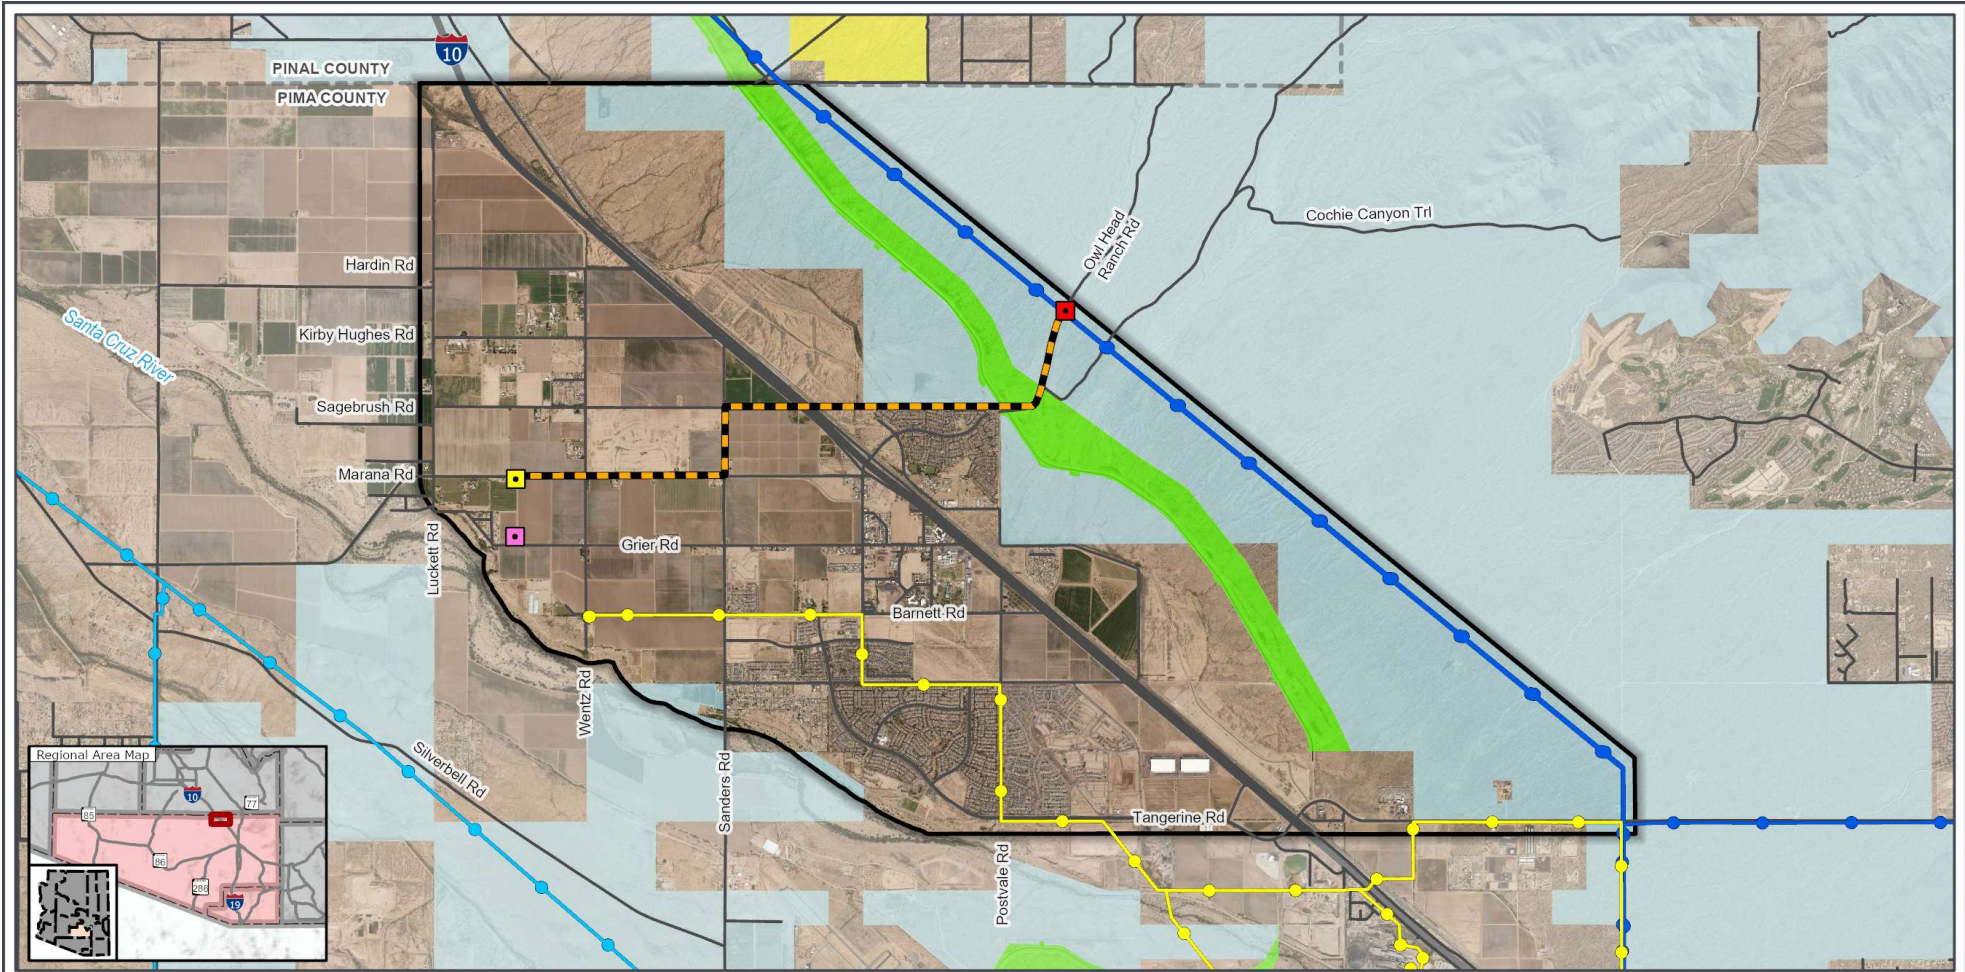 10
PINAL COUNTY
PIMA COUNTY
Cochie Canyon Trl
Owl Head
Ranch Rd
Hardin Rd
Santa Cruz River
Kirby Hughes Rd
Sagebrush Rd
Marana Rd
Luckett Rd
Grier Rd
Barnett Rd
Wentz Rd
Silverbell Rd
Sanders Rd
Tangerine Rd
Postvale Rd
Regional Area Map
10
77
85
86
286
19